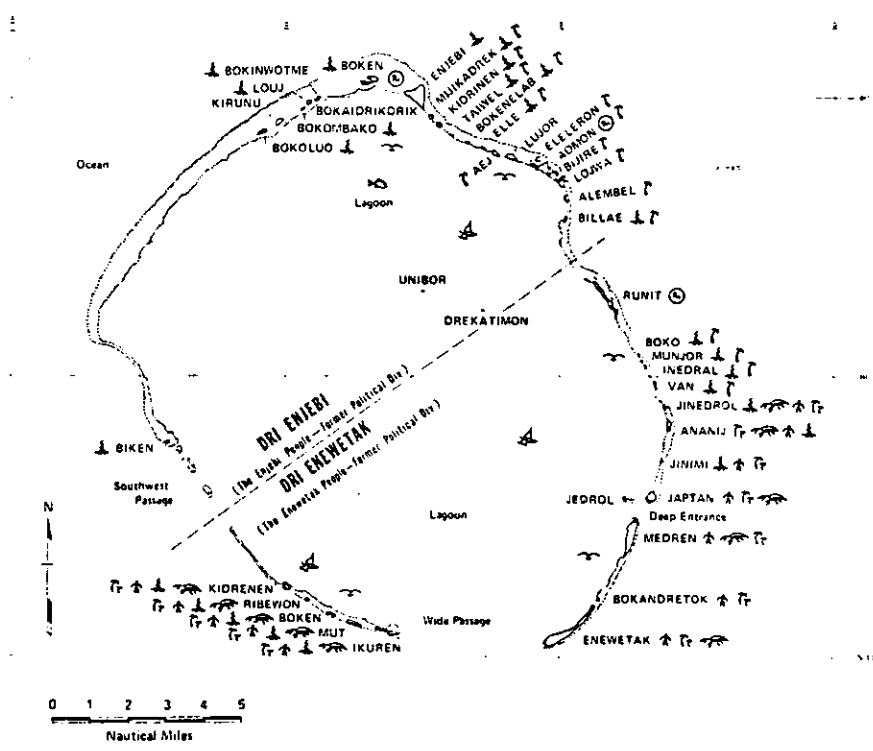 BOKINWOTME
LOUJ
KIRUNU
BOKEN
BOKAIDRIKDRIK
BOKOMBAKO
BOKOLUO
ENJEBI
MIJIKADREK
KIDRINEN
TAIWEL
BOKENELAB
ELLE
AEJ
LUJOR
ELELERON
AOMON
BIJIRE
LOJWA
ALEMBEL
BILLAE
Ocean
Lagoon
UNIBOR
DREKATIMON
RUNIT
BOKO
MUNJOR
INEDRAL
VAN
JINEDROL
ANANIJ
JINIMI
JEDROL
JAPTAN
Deep Entrance
MEDREN
BOKANDRETOK
ENEWETAK
DRI ENJEBI
(The Enjebi People—Former Political Div.)
DRI ENEWETAK
(The Enewetak People—Former Political Div.)
BIKEN
Southwest
Passage
N
Lagoon
KIDRENEN
RIBEWON
BOKEN
MUT
IKUREN
Wide Passage
0 1 2 3 4 5
Nautical Miles